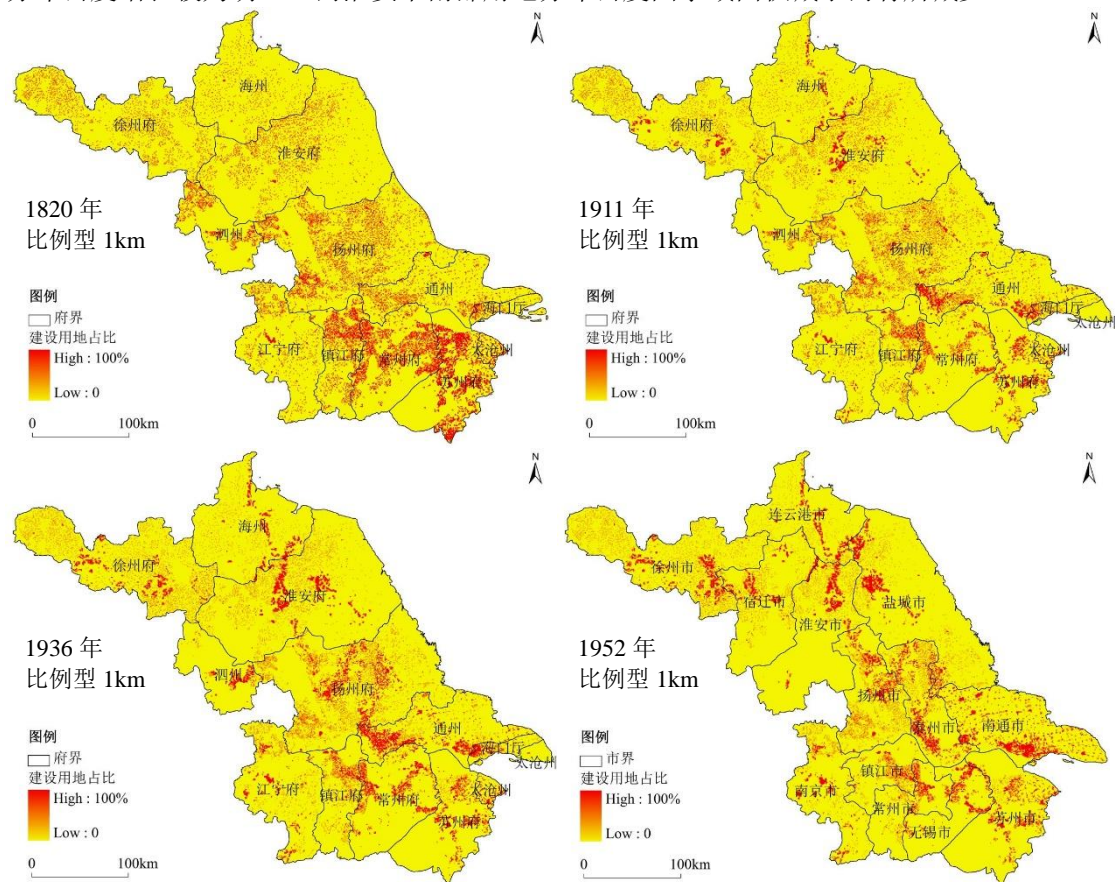 N
海州
徐州府
淮安府
1820 年
比例型 1km
泗州
扬州府
图例
府界
通州
建设用地占比
海门厅
High : 100%
江宁府
镇江府
常州府
太沧州
苏州府
Low : 0
0
100km
N
海州
徐州府
淮安府
1911 年
比例型 1km
泗州
扬州府
图例
府界
通州
建设用地占比
海门厅
太沧州
High : 100%
江宁府
镇江府
常州府
太沧州
苏州府
Low : 0
0
100km
N
海州
徐州府
淮安府
1936 年
比例型 1km
泗州
扬州府
图例
府界
通州
建设用地占比
海门厅
太沧州
High : 100%
江宁府
镇江府
常州府
太沧州
苏州府
Low : 0
0
100km
N
连云港市
徐州市
宿迁市
盐城市
淮安市
1952 年
比例型 1km
扬州市
泰州市
南通市
图例
市界
建设用地占比
镇江市
High : 100%
南京市
常州市
苏州市
无锡市
Low : 0
0
100km